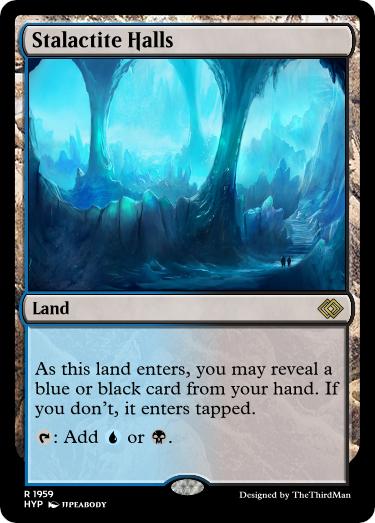 Stalactite Halls
Land
As this land enters, you may reveal a
blue or black card from your hand. If
you don't, it enters tapped.
: Add or .
R 1959
HYP JJPEABODY
Designed by TheThirdMan